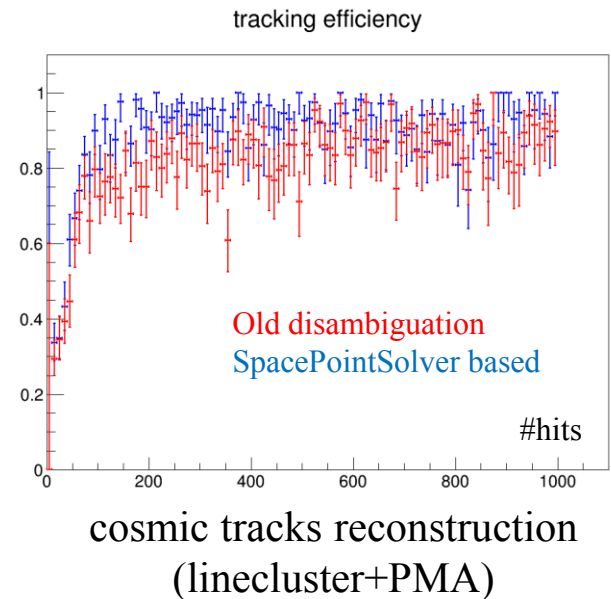 tracking efficiency
1
0.8
0.6
0.4
0.2
0
Old disambiguation
SpacePointSolver based
#hits
0 200 400 600 800 1000
cosmic tracks reconstruction
(linecluster+PMA)